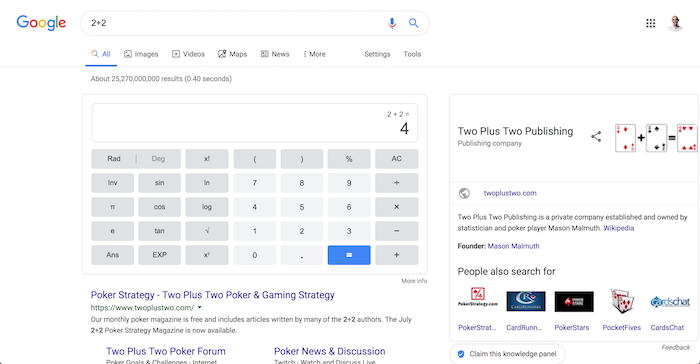 Google
2+2
All Images Videos Maps News More Settings Tools
About 25,270,000,000 results (0.40 seconds)
2 + 2 =
4
Rad Deg x! ( ) % AC
Inv sin ln 7 8 9 ÷
π cos log 4 5 6 ×
e tan √ 1 2 3 −
Ans EXP xʸ 0 . = +
More info
Poker Strategy - Two Plus Two Poker & Gaming Strategy
https://www.twoplustwo.com/
Our monthly poker magazine is free and includes articles written by many of the 2+2 authors. The July
2+2 Poker Strategy Magazine is now available.
Two Plus Two Poker Forum
Poker Goals & Challenges - Internet
Poker News & Discussion
Twitch - Watch and Discuss Live
Two Plus Two Publishing
Publishing company
+ =
twoplustwo.com
Two Plus Two Publishing is a private company established and owned by
statistician and poker player Mason Malmuth. Wikipedia
Founder: Mason Malmuth
People also search for
PokerStrategy.com
POKER STARS
Cardschat
PokerStrat... CardRunn... PokerStars PocketFives CardsChat
Feedback
Claim this knowledge panel